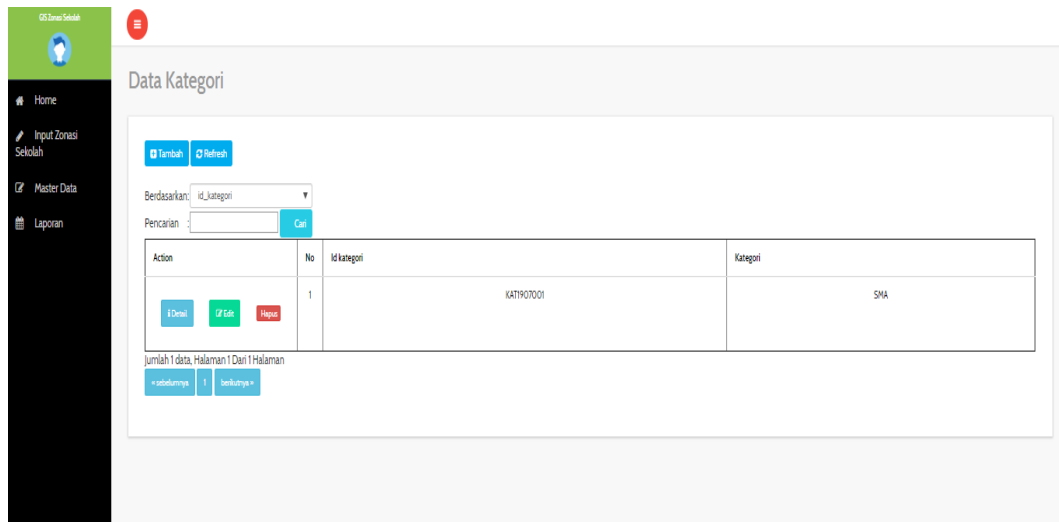 GIS Zonasi Sekolah
Home
Input Zonasi
Sekolah
Master Data
Laporan
Data Kategori
Tambah Refresh
Berdasarkan: id_kategori
Pencarian : Cari
Action No Id kategori Kategori
Detail Edit Hapus 1 KAT1907001 SMA
Jumlah 1 data, Halaman 1 Dari 1 Halaman
« sebelumnya 1 berikutnya »